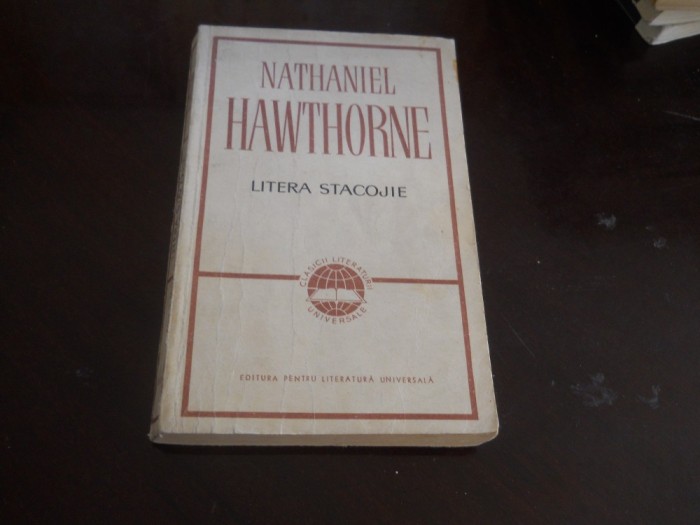 NATHANIEL
HAWTHORNE
LITERA STACOJIE
CLASICII LITERATURII
UNIVERSALE
EDITURA PENTRU LITERATURĂ UNIVERSALĂ